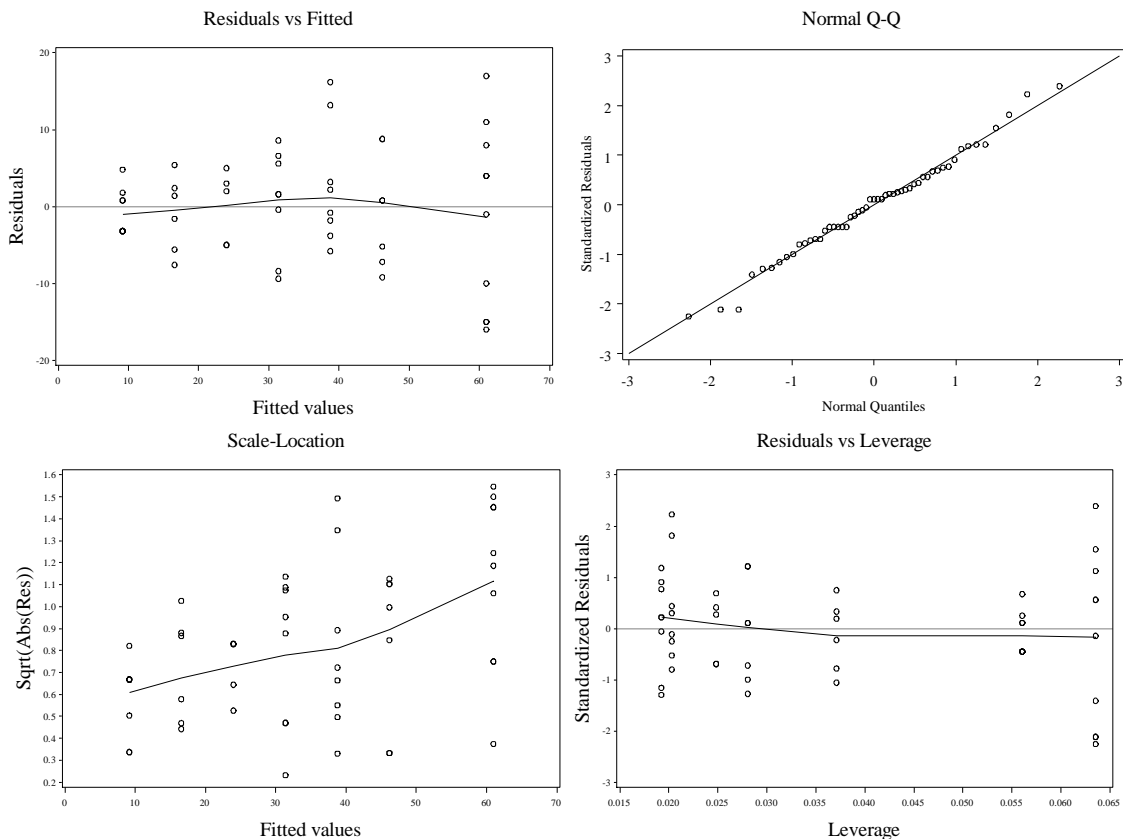 Residuals vs Fitted
Residuals
20
10
0
-10
-20
0 10 20 30 40 50 60 70
Fitted values
Normal Q-Q
Standardized Residuals
3
2
1
0
-1
-2
-3
-3 -2 -1 0 1 2 3
Normal Quantiles
Scale-Location
Sqrt(Abs(Res))
1.6
1.5
1.4
1.3
1.2
1.1
1.0
0.9
0.8
0.7
0.6
0.5
0.4
0.3
0.2
0 10 20 30 40 50 60 70
Fitted values
Residuals vs Leverage
Standardized Residuals
3
2
1
0
-1
-2
-3
0.015 0.020 0.025 0.030 0.035 0.040 0.045 0.050 0.055 0.060 0.065
Leverage